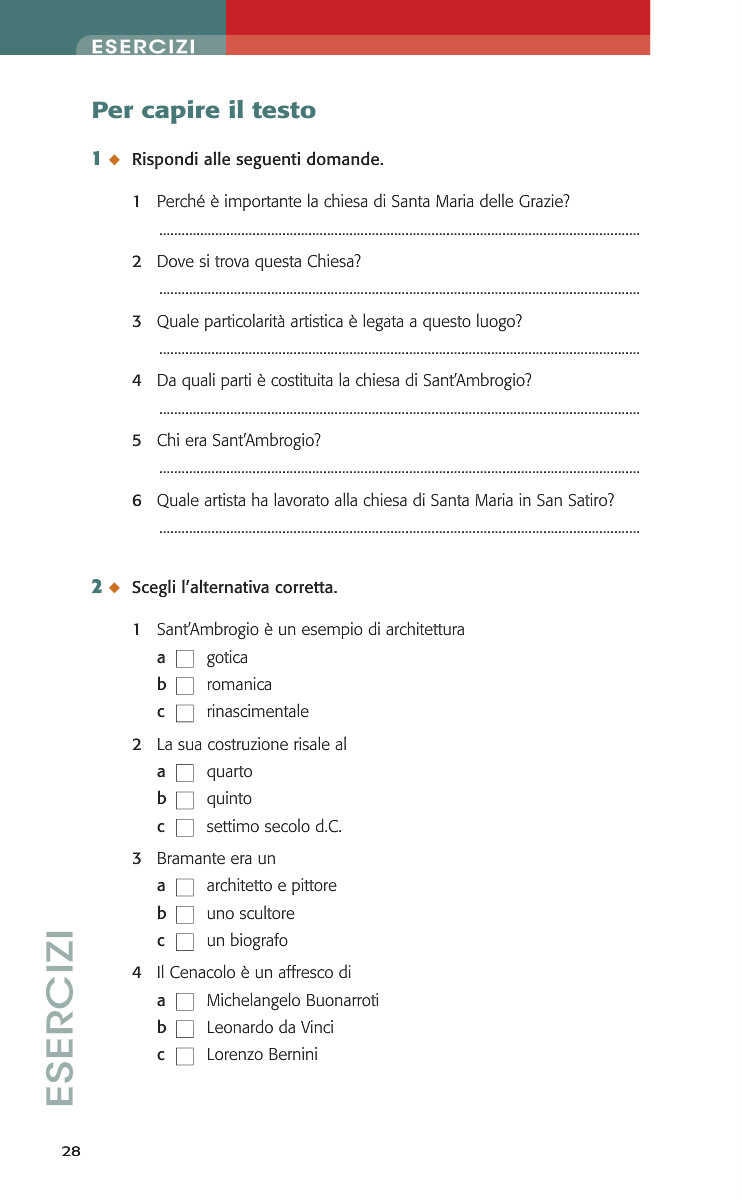 ESERCIZI
Per capire il testo
1 ◆ Rispondi alle seguenti domande.
1 Perché è importante la chiesa di Santa Maria delle Grazie?
................................................................................................................
2 Dove si trova questa Chiesa?
................................................................................................................
3 Quale particolarità artistica è legata a questo luogo?
................................................................................................................
4 Da quali parti è costituita la chiesa di Sant’Ambrogio?
................................................................................................................
5 Chi era Sant’Ambrogio?
................................................................................................................
6 Quale artista ha lavorato alla chiesa di Santa Maria in San Satiro?
................................................................................................................
2 ◆ Scegli l’alternativa corretta.
1 Sant’Ambrogio è un esempio di architettura
a □ gotica
b □ romanica
c □ rinascimentale
2 La sua costruzione risale al
a □ quarto
b □ quinto
c □ settimo secolo d.C.
3 Bramante era un
a □ architetto e pittore
b □ uno scultore
c □ un biografo
4 Il Cenacolo è un affresco di
a □ Michelangelo Buonarroti
b □ Leonardo da Vinci
c □ Lorenzo Bernini
ESERCIZI
28